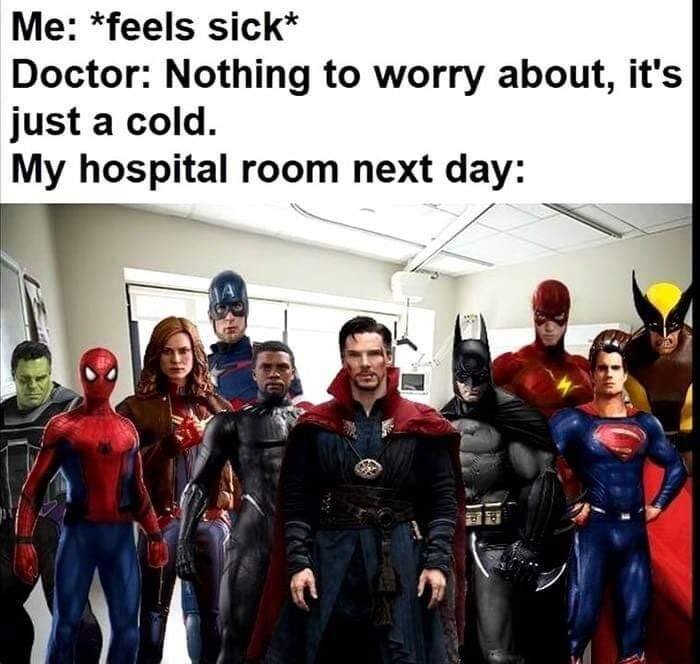 Me: *feels sick*
Doctor: Nothing to worry about, it's
just a cold.
My hospital room next day:
A